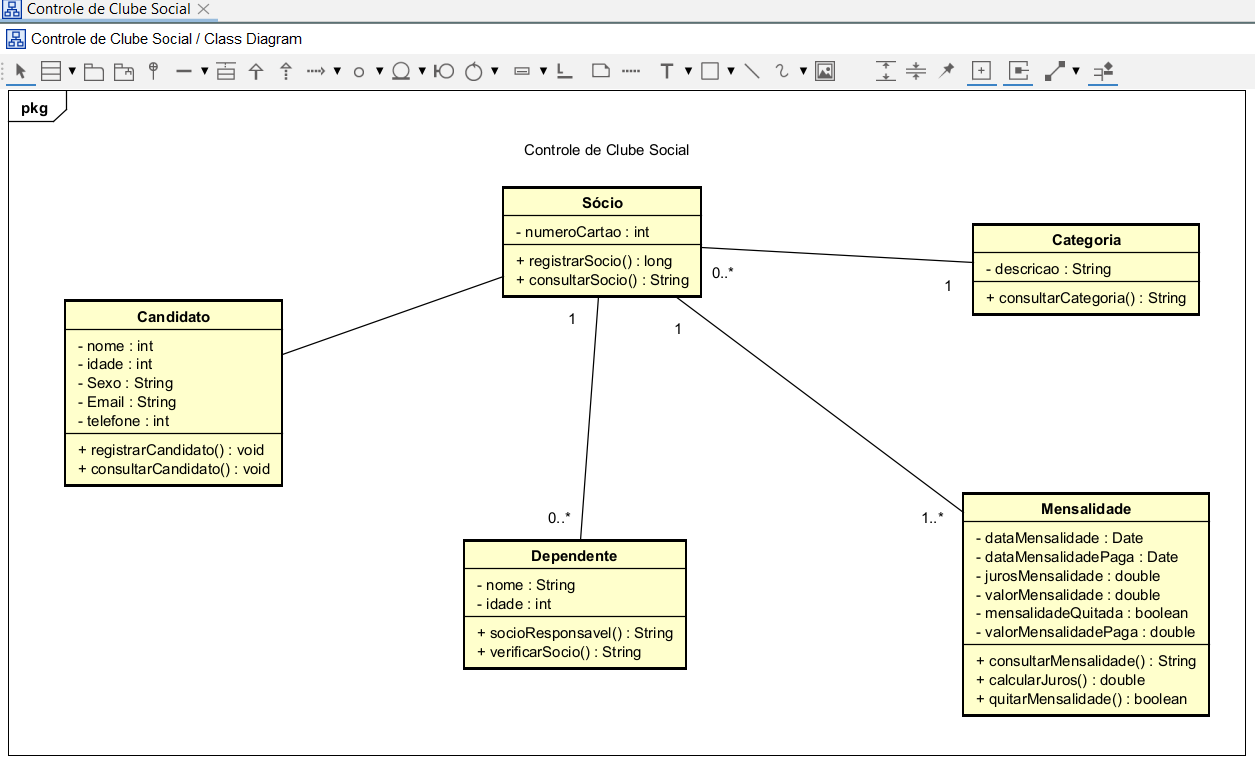 Controle de Clube Social
Controle de Clube Social / Class Diagram
T
pkg
Controle de Clube Social
Sócio
- numeroCartao : int
+ registrarSocio() : long
+ consultarSocio() : String
0..*
1
1
1
Categoria
- descricao : String
+ consultarCategoria() : String
Candidato
- nome : int
- idade : int
- Sexo : String
- Email : String
- telefone : int
+ registrarCandidato() : void
+ consultarCandidato() : void
0..*
1..*
Dependente
- nome : String
- idade : int
+ socioResponsavel() : String
+ verificarSocio() : String
Mensalidade
- dataMensalidade : Date
- dataMensalidadePaga : Date
- jurosMensalidade : double
- valorMensalidade : double
- mensalidadeQuitada : boolean
- valorMensalidadePaga : double
+ consultarMensalidade() : String
+ calcularJuros() : double
+ quitarMensalidade() : boolean